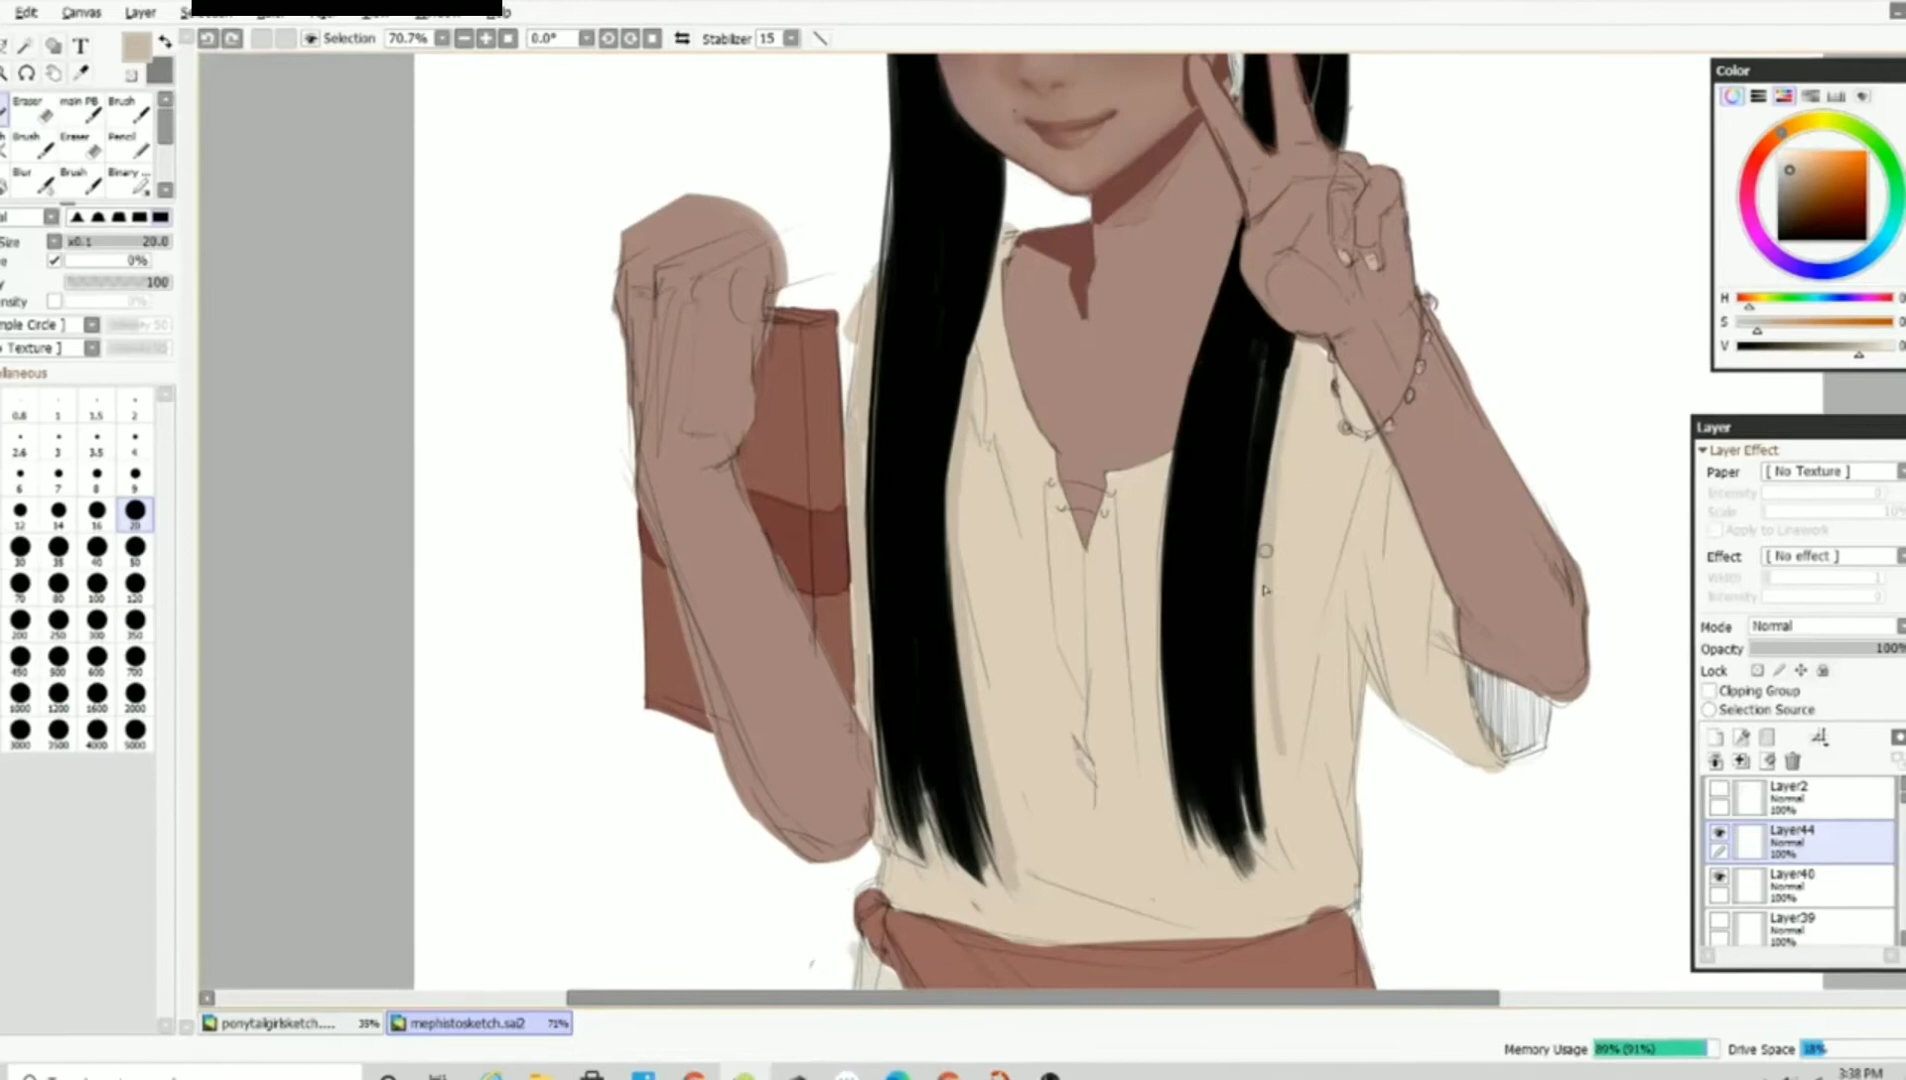 Edit Canvas Layer
Selection 70.7% 0.0° Stabilizer 15
T
Eraser main PB Brush
Brush Eraser Pencil
Blur Brush Binary ...
Size x0.1 20.0
0%
100
nsity
mple Circle ]
o Texture ]
ellaneous
0.8 1 1.5 2
2.6 3 3.5 4
6 7 8 9
12 14 16 20
30 35 40 50
70 80 100 120
200 250 300 350
450 500 600 700
1000 1200 1600 2000
3000 3500 4000 5000
Color
H
S
V
Layer
Layer Effect
Paper [ No Texture ]
Intensity 0
Scale
Apply to Linework
Effect [ No effect ]
Width 1
Intensity
Mode Normal
Opacity 100%
Lock
Clipping Group
Selection Source
Layer2
Normal
100%
Layer44
Normal
100%
Layer40
Normal
100%
Layer39
Normal
ponytailgirlsketch.... 35% mephistosketch.sai2 71%
Memory Usage 89% (91%) Drive Space 18%
3:38 PM